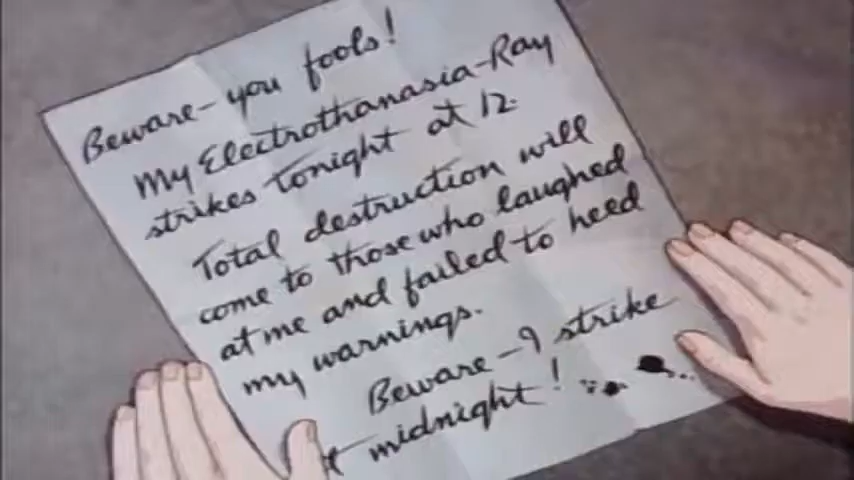 Beware- you fools!
My Electrothanasia-Ray
strikes tonight at 12.
Total destruction will
come to those who laughed
at me and failed to heed
my warnings.
Beware - I strike
midnight!